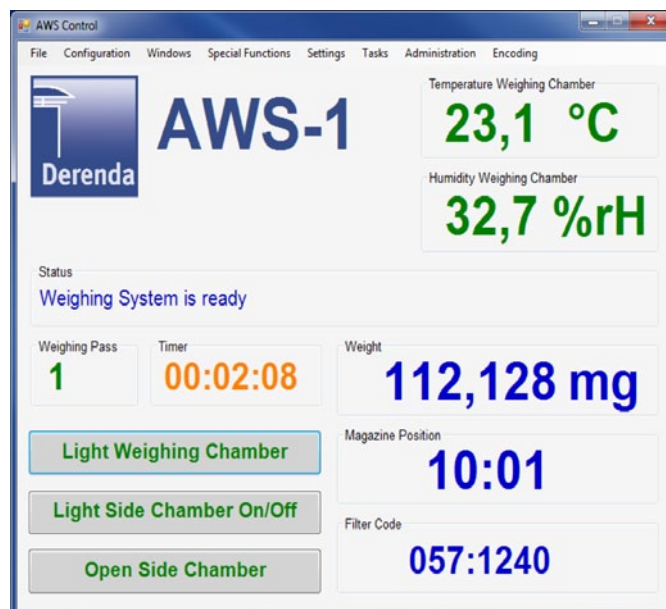 AWS Control
File Configuration Windows Special Functions Settings Tasks Administration Encoding
Derenda
AWS-1
Temperature Weighing Chamber
23,1 °C
Humidity Weighing Chamber
32,7 %rH
Status
Weighing System is ready
Weighing Pass
1
Timer
00:02:08
Weight
112,128 mg
Light Weighing Chamber
Magazine Position
10:01
Light Side Chamber On/Off
Filter Code
057:1240
Open Side Chamber